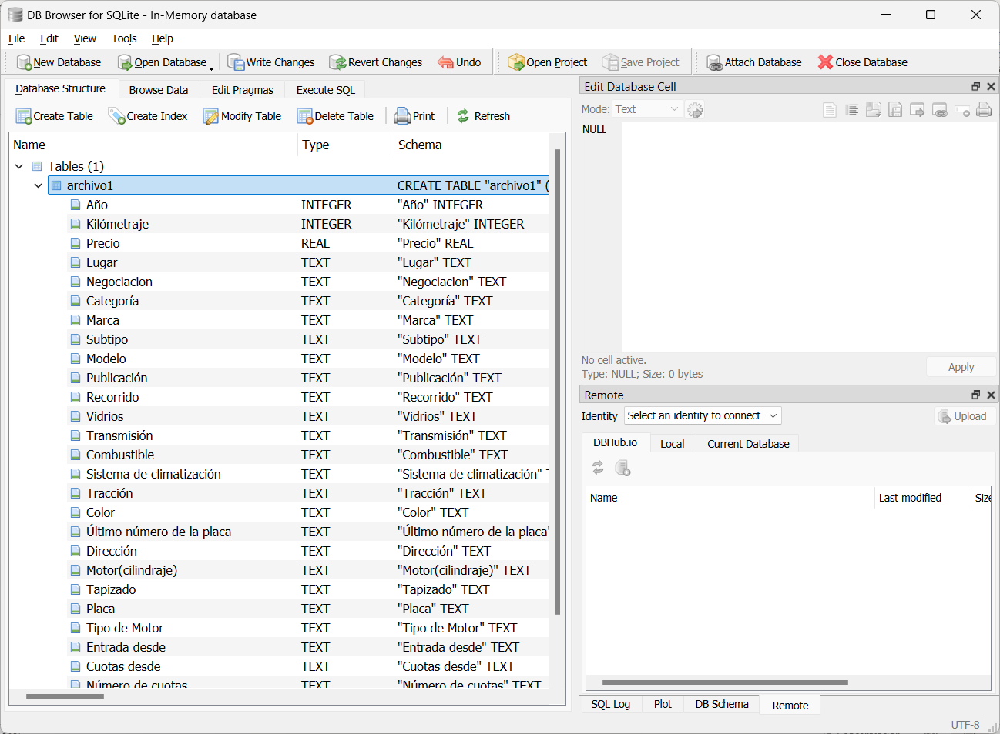 DB Browser for SQLite - In-Memory database
File Edit View Tools Help
New Database Open Database Write Changes Revert Changes Undo Open Project Save Project Attach Database Close Database
Database Structure Browse Data Edit Pragmas Execute SQL
Create Table Create Index Modify Table Delete Table Print Refresh
Name Type Schema
Tables (1)
archivo1 CREATE TABLE "archivo1" (
Año INTEGER "Año" INTEGER
Kilómetraje INTEGER "Kilómetraje" INTEGER
Precio REAL "Precio" REAL
Lugar TEXT "Lugar" TEXT
Negociacion TEXT "Negociacion" TEXT
Categoría TEXT "Categoría" TEXT
Marca TEXT "Marca" TEXT
Subtipo TEXT "Subtipo" TEXT
Modelo TEXT "Modelo" TEXT
Publicación TEXT "Publicación" TEXT
Recorrido TEXT "Recorrido" TEXT
Vidrios TEXT "Vidrios" TEXT
Transmisión TEXT "Transmisión" TEXT
Combustible TEXT "Combustible" TEXT
Sistema de climatización TEXT "Sistema de climatización"
Tracción TEXT "Tracción" TEXT
Color TEXT "Color" TEXT
Último número de la placa TEXT "Último número de la placa"
Dirección TEXT "Dirección" TEXT
Motor(cilindraje) TEXT "Motor(cilindraje)" TEXT
Tapizado TEXT "Tapizado" TEXT
Placa TEXT "Placa" TEXT
Tipo de Motor TEXT "Tipo de Motor" TEXT
Entrada desde TEXT "Entrada desde" TEXT
Cuotas desde TEXT "Cuotas desde" TEXT
Número de cuotas TEXT "Número de cuotas" TEXT
Edit Database Cell
Mode: Text
NULL
No cell active.
Type: NULL; Size: 0 bytes
Apply
Remote
Identity Select an identity to connect Upload
DBHub.io Local Current Database
Name Last modified Size
SQL Log Plot DB Schema Remote
UTF-8